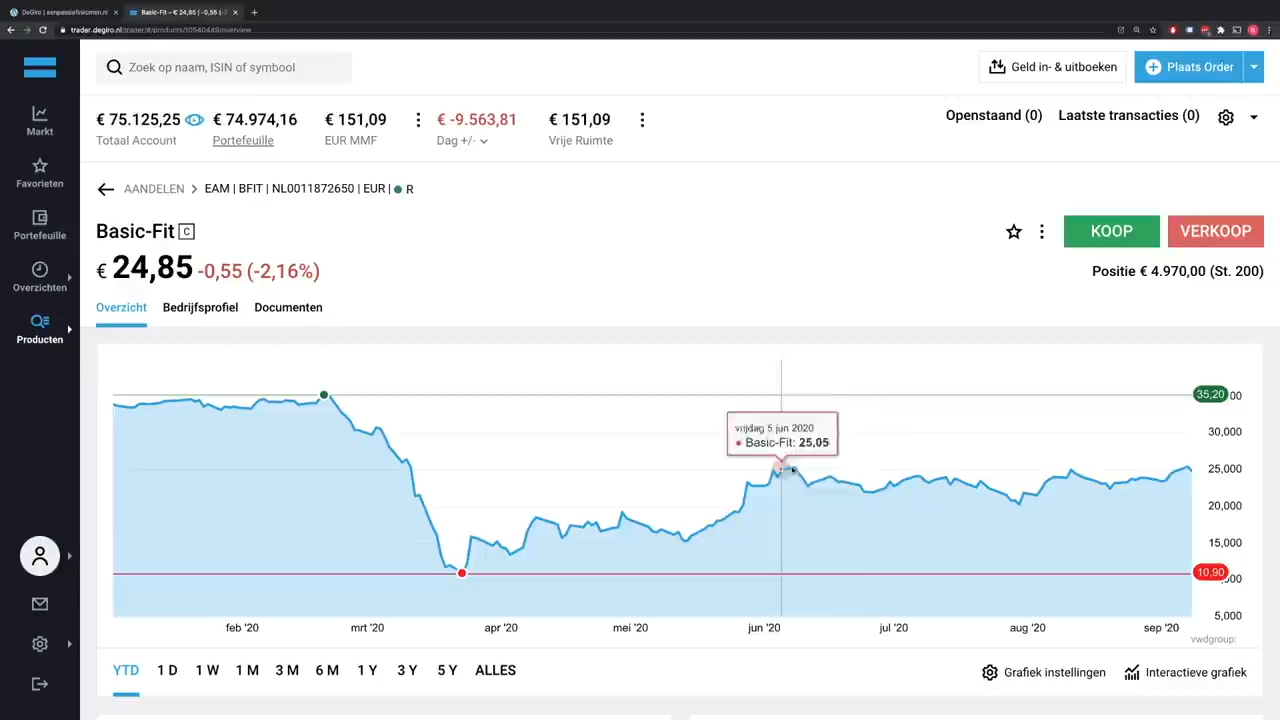 DeGiro | eenpassiefinkomen.nl
Basic-Fit – € 24,85 | -0,55 (-2
trader.degiro.nl/trader/#/products/10540449/overview
Zoek op naam, ISIN of symbol
Geld in- & uitboeken
Plaats Order
€ 75.125,25 € 74.974,16 € 151,09 € -9.563,81 € 151,09
Totaal Account Portefeuille EUR MMF Dag +/- Vrije Ruimte
Openstaand (0) Laatste transacties (0)
Markt
Favorieten
Portefeuille
Overzichten
Producten
AANDELEN EAM | BFIT | NL0011872650 | EUR | R
Basic-Fit C
KOOP VERKOOP
€ 24,85 -0,55 (-2,16%)
Positie € 4.970,00 (St. 200)
Overzicht Bedrijfsprofiel Documenten
35,20 00
vrijdag 5 jun 2020
Basic-Fit: 25,05
30,000
25,000
20,000
15,000
10,90 ,000
5,000
feb '20 mrt '20 apr '20 mei '20 jun '20 jul '20 aug '20 sep '20
vwdgroup:
YTD 1 D 1 W 1 M 3 M 6 M 1 Y 3 Y 5 Y ALLES
Grafiek instellingen Interactieve grafiek